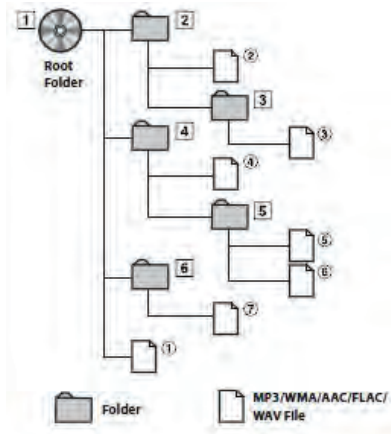 1
2
Root
Folder
②
3
③
4
④
5
⑤
⑥
6
⑦
①
Folder
MP3/WMA/AAC/FLAC/
WAV File